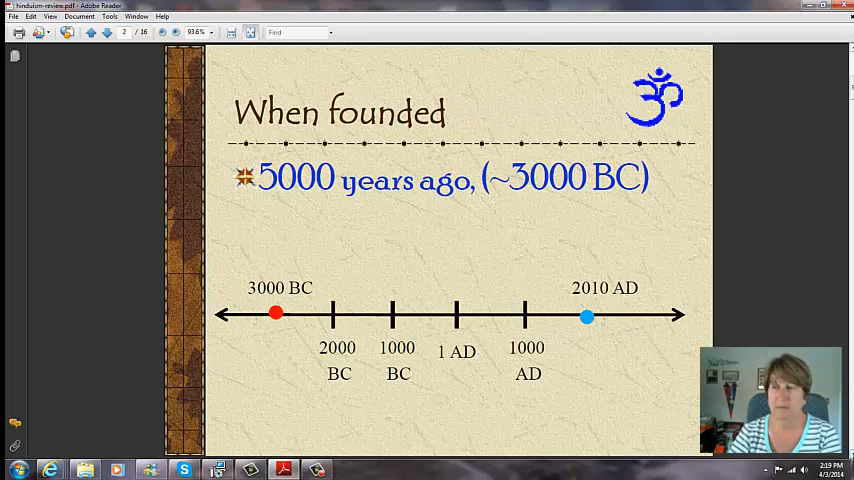 hinduism-review.pdf - Adobe Reader
File Edit View Document Tools Window Help
2 / 16 93.6% Find
When founded
ॐ
5000 years ago, (~3000 BC)
3000 BC 2010 AD
2000 1000 1 AD 1000
BC BC AD
2:19 PM
4/3/2014